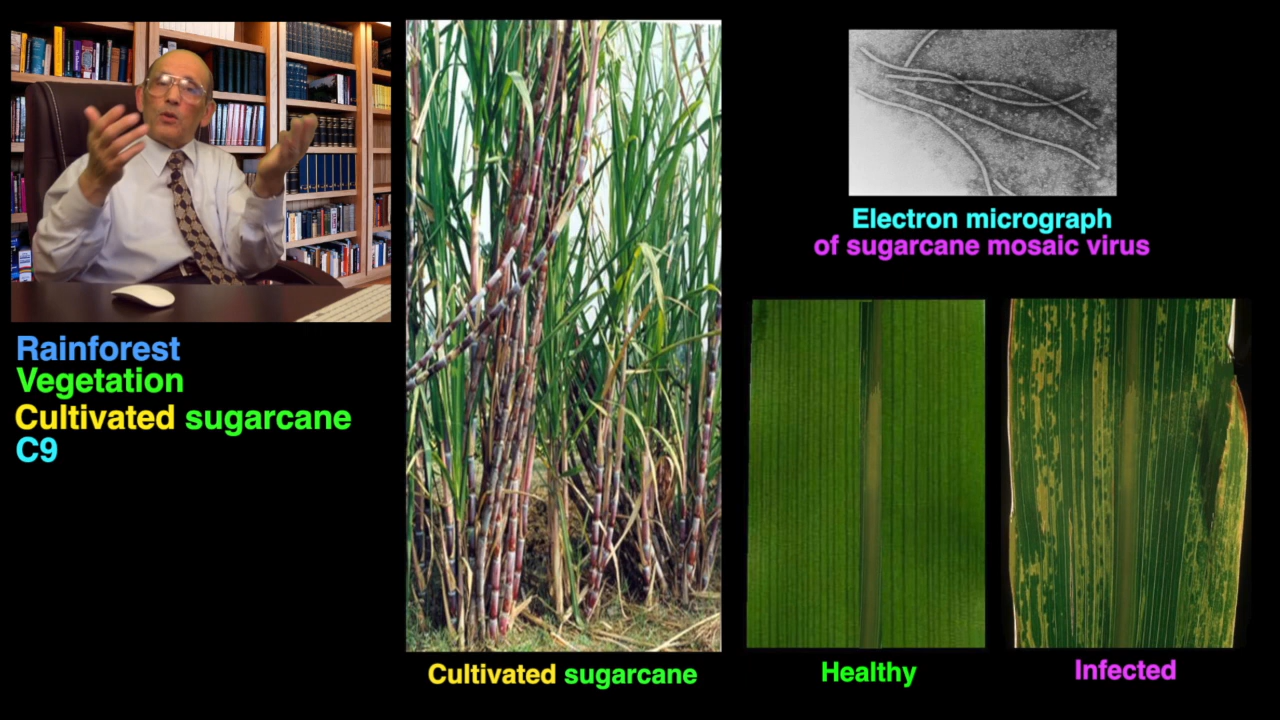 Rainforest
Vegetation
Cultivated sugarcane
C9
Cultivated sugarcane
Electron micrograph
of sugarcane mosaic virus
Healthy
Infected